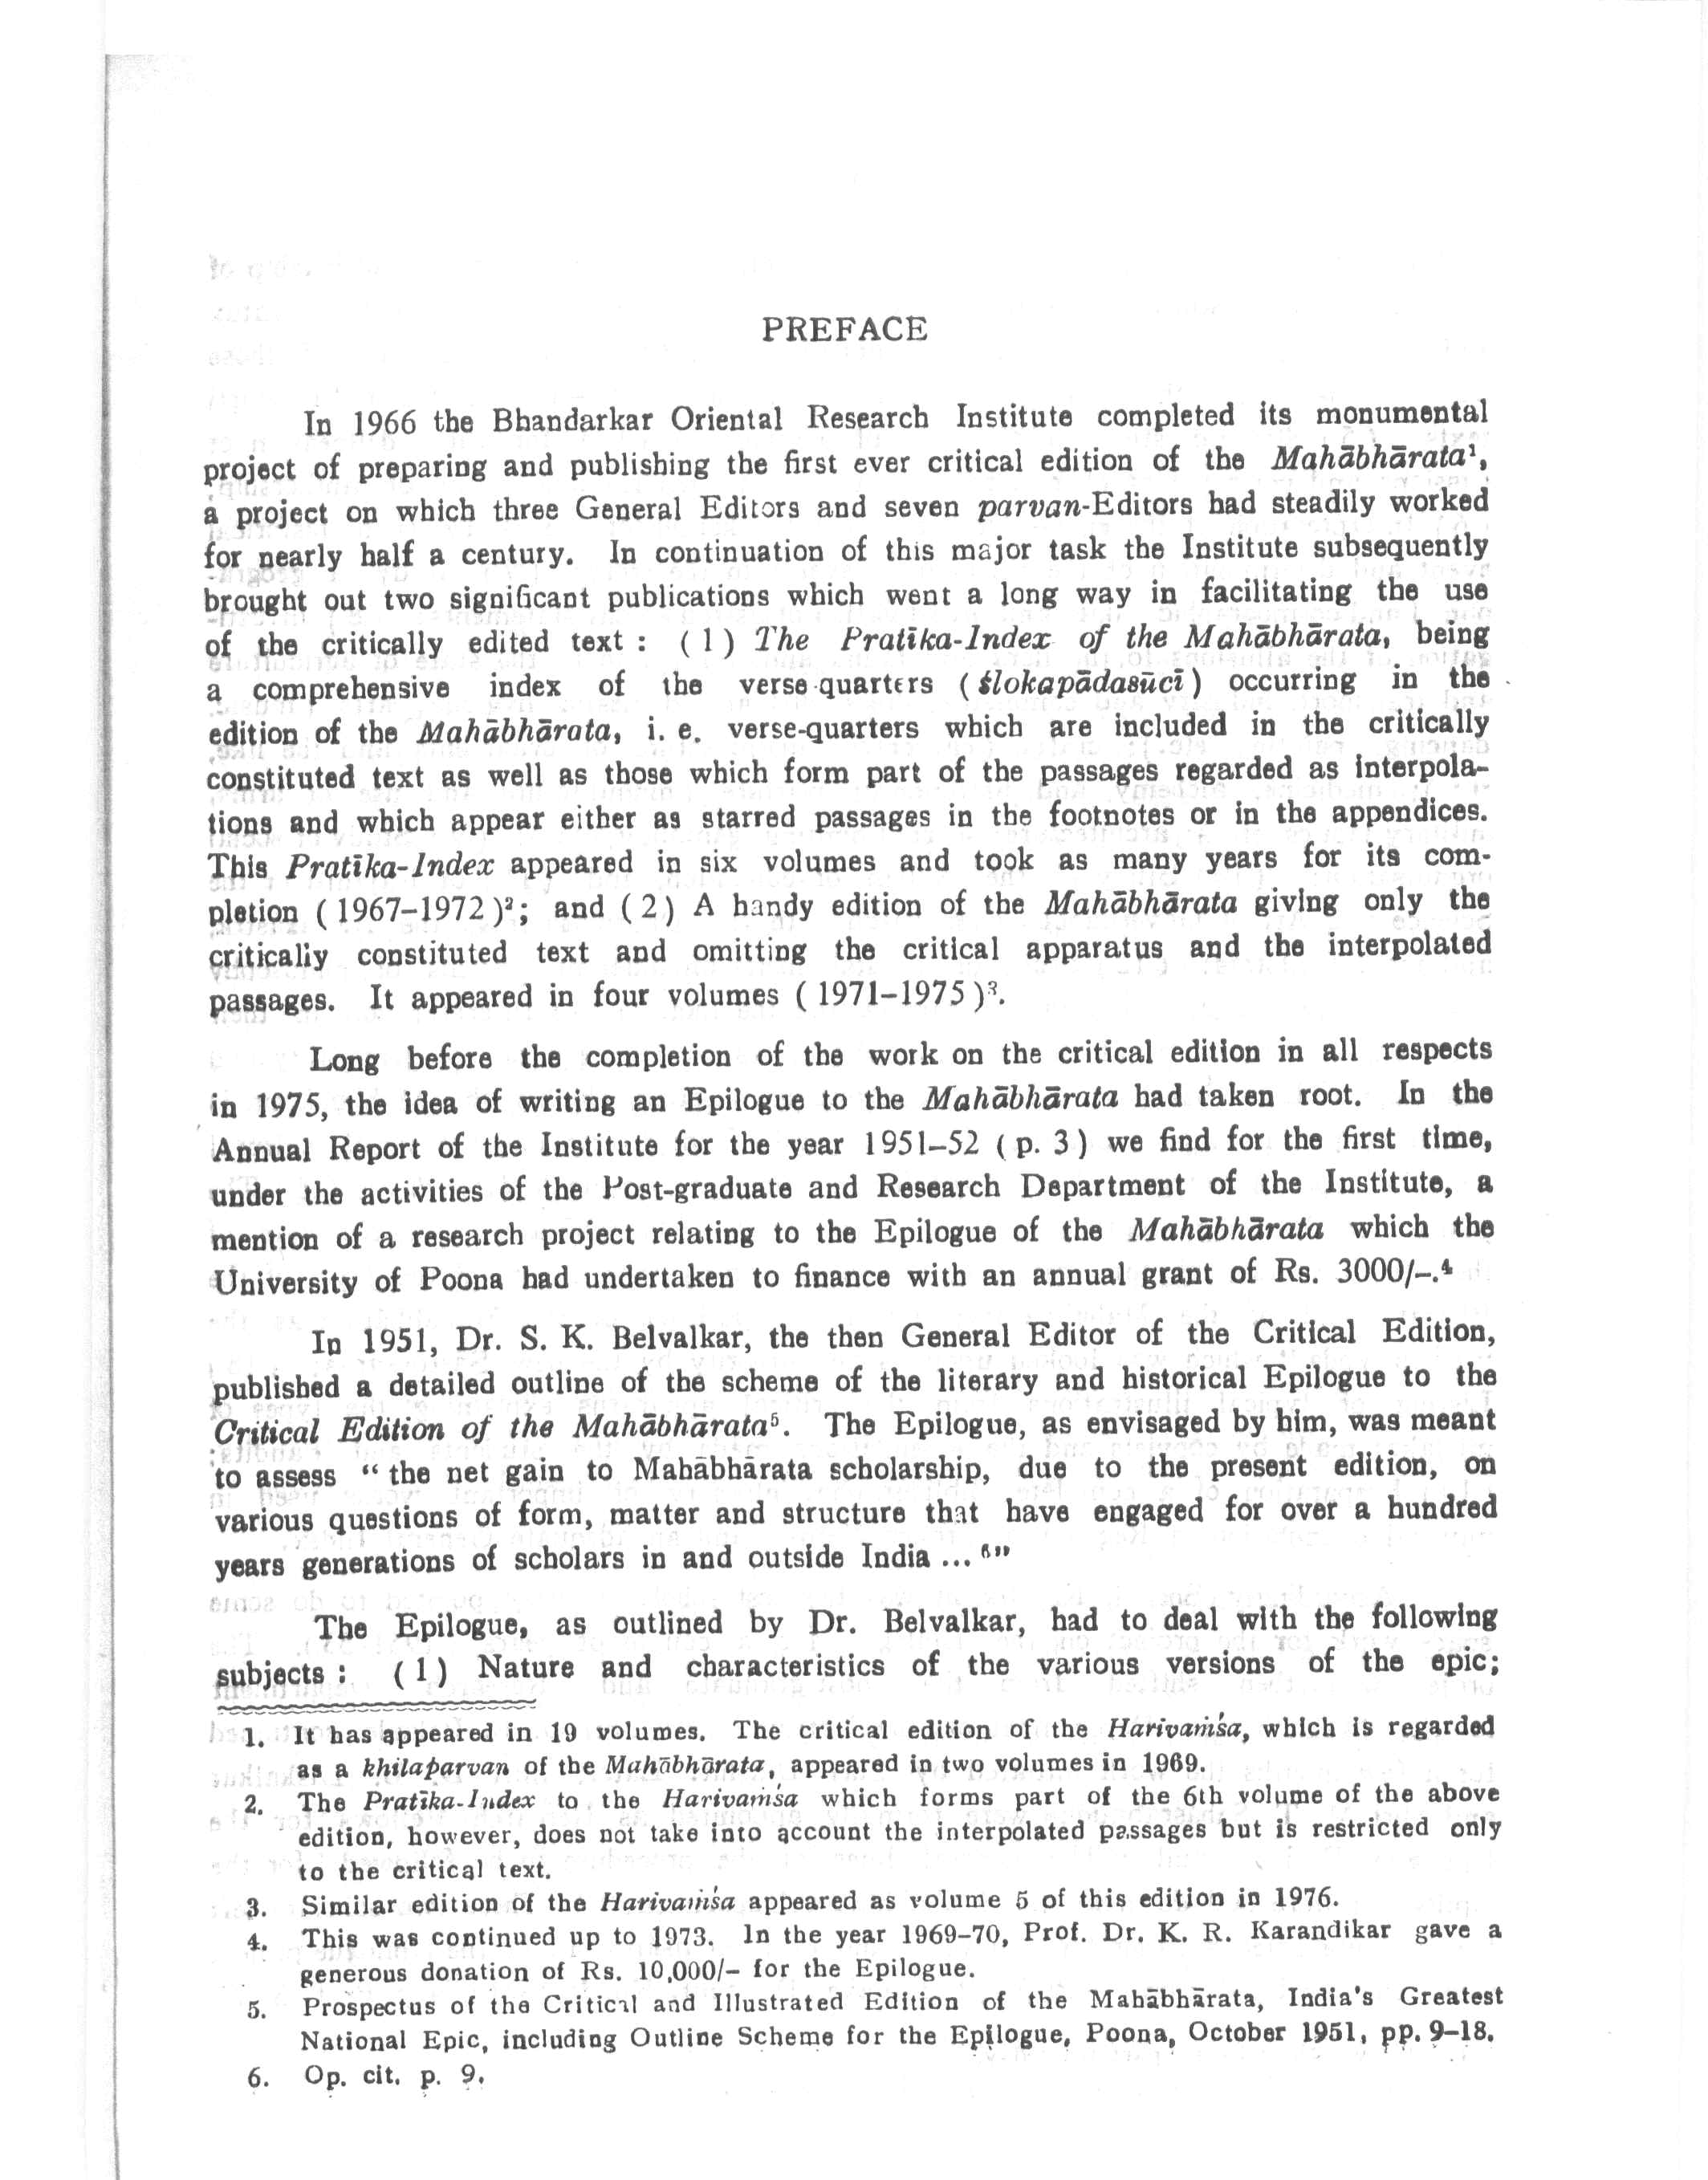 PREFACE
In 1966 the Bhandarkar Oriental Research Institute completed its monumental
project of preparing and publishing the first ever critical edition of the Mahābhārata¹,
a project on which three General Editors and seven parvan-Editors had steadily worked
for nearly half a century. In continuation of this major task the Institute subsequently
brought out two significant publications which went a long way in facilitating the use
of the critically edited text : ( 1 ) The Pratīka-Index of the Mahābhārata, being
a comprehensive index of the verse-quarters ( ślokapādasūcī ) occurring in the
edition of the Mahābhārata, i. e. verse-quarters which are included in the critically
constituted text as well as those which form part of the passages regarded as interpola-
tions and which appear either as starred passages in the footnotes or in the appendices.
This Pratīka-Index appeared in six volumes and took as many years for its com-
pletion ( 1967–1972 )²; and ( 2 ) A handy edition of the Mahābhārata giving only the
critically constituted text and omitting the critical apparatus and the interpolated
passages. It appeared in four volumes ( 1971–1975 )³.
Long before the completion of the work on the critical edition in all respects
in 1975, the idea of writing an Epilogue to the Mahābhārata had taken root. In the
Annual Report of the Institute for the year 1951–52 ( p. 3 ) we find for the first time,
under the activities of the Post-graduate and Research Department of the Institute, a
mention of a research project relating to the Epilogue of the Mahābhārata which the
University of Poona had undertaken to finance with an annual grant of Rs. 3000/–.⁴
In 1951, Dr. S. K. Belvalkar, the then General Editor of the Critical Edition,
published a detailed outline of the scheme of the literary and historical Epilogue to the
Critical Edition of the Mahābhārata⁵. The Epilogue, as envisaged by him, was meant
to assess “ the net gain to Mahābhārata scholarship, due to the present edition, on
various questions of form, matter and structure that have engaged for over a hundred
years generations of scholars in and outside India ... ⁶”
The Epilogue, as outlined by Dr. Belvalkar, had to deal with the following
subjects : ( 1 ) Nature and characteristics of the various versions of the epic;
1. It has appeared in 19 volumes. The critical edition of the Harivaṁśa, which is regarded
as a khilaparvan of the Mahābhārata, appeared in two volumes in 1969.
2. The Pratīka-Index to the Harivaṁśa which forms part of the 6th volume of the above
edition, however, does not take into account the interpolated passages but is restricted only
to the critical text.
3. Similar edition of the Harivaṁśa appeared as volume 5 of this edition in 1976.
4. This was continued up to 1973. In the year 1969–70, Prof. Dr. K. R. Karandikar gave a
generous donation of Rs. 10,000/– for the Epilogue.
5. Prospectus of the Critical and Illustrated Edition of the Mahābhārata, India's Greatest
National Epic, including Outline Scheme for the Epilogue, Poona, October 1951, pp. 9–18.
6. Op. cit. p. 9.